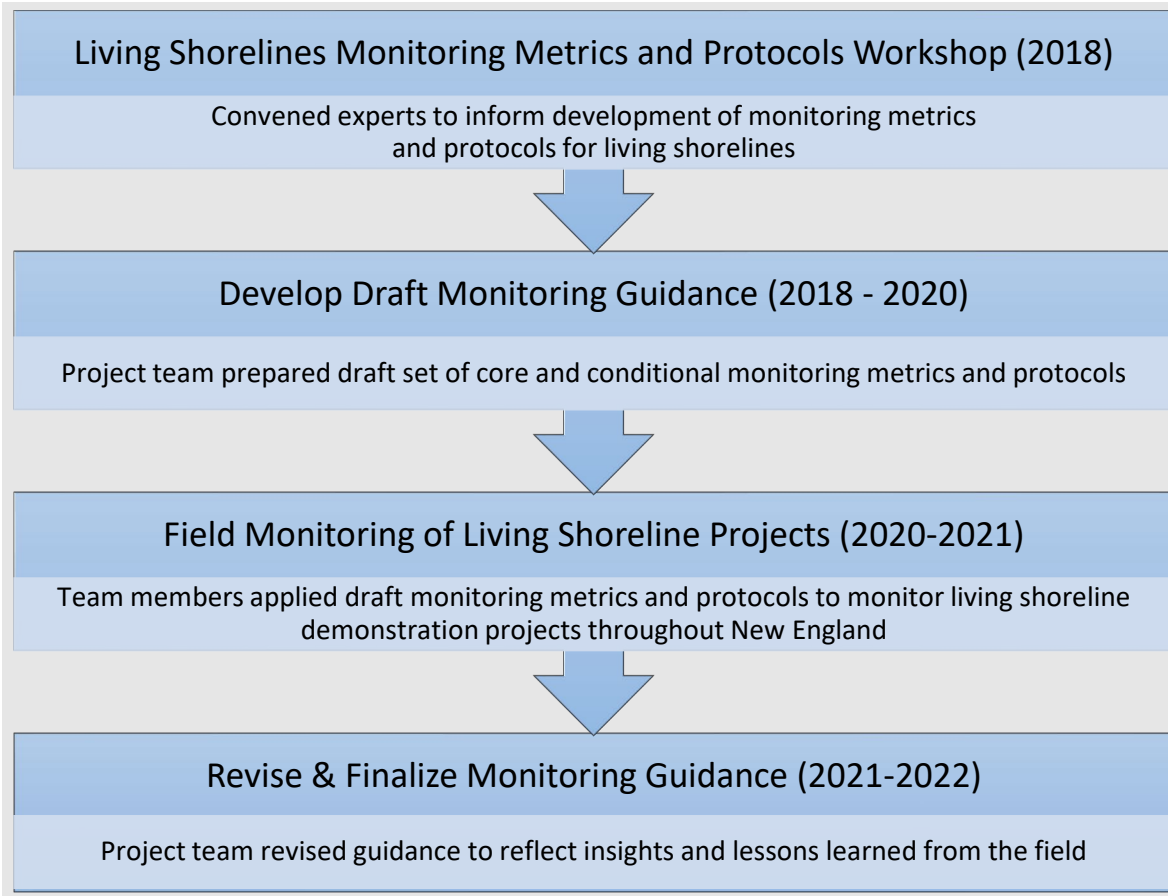 Living Shorelines Monitoring Metrics and Protocols Workshop (2018)
Convened experts to inform development of monitoring metrics
and protocols for living shorelines
Develop Draft Monitoring Guidance (2018 - 2020)
Project team prepared draft set of core and conditional monitoring metrics and protocols
Field Monitoring of Living Shoreline Projects (2020-2021)
Team members applied draft monitoring metrics and protocols to monitor living shoreline
demonstration projects throughout New England
Revise & Finalize Monitoring Guidance (2021-2022)
Project team revised guidance to reflect insights and lessons learned from the field